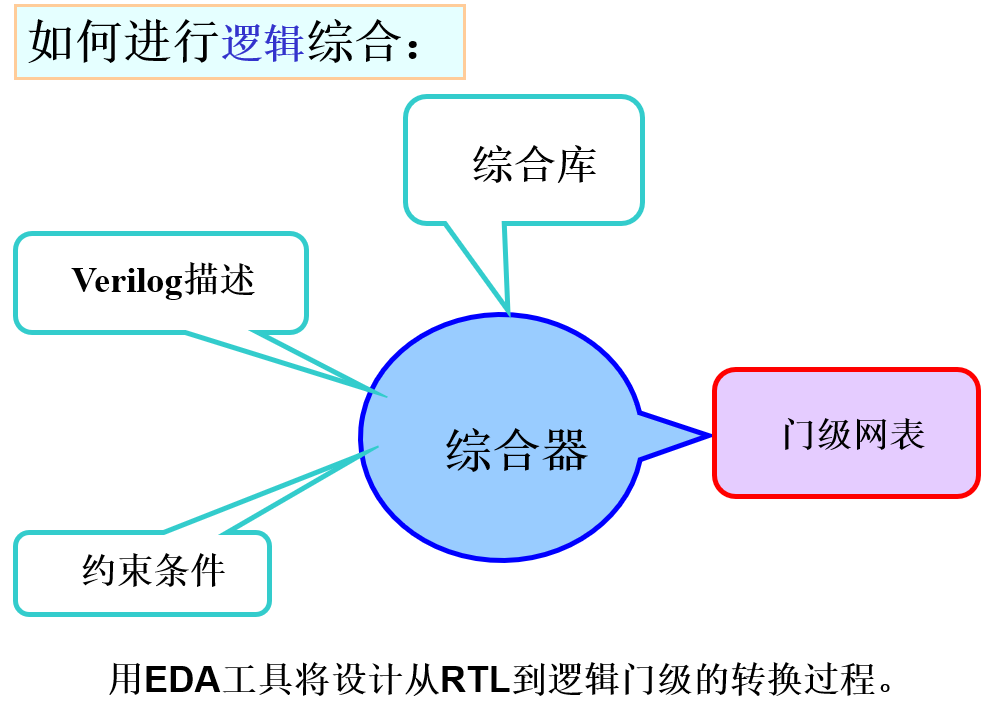 如何进行逻辑综合：
综合库
Verilog描述
综合器
门级网表
约束条件
用EDA工具将设计从RTL到逻辑门级的转换过程。